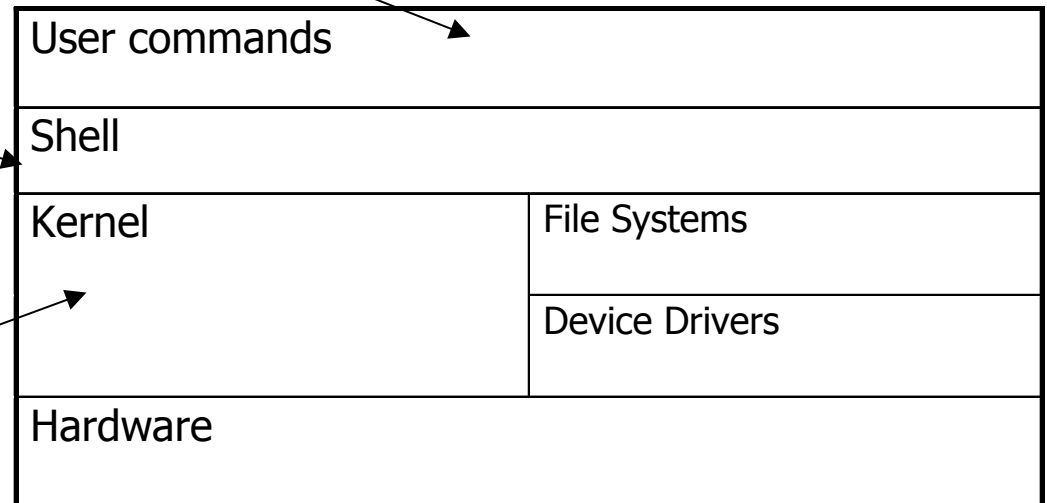 User commands
Shell
Kernel
File Systems
Device Drivers
Hardware